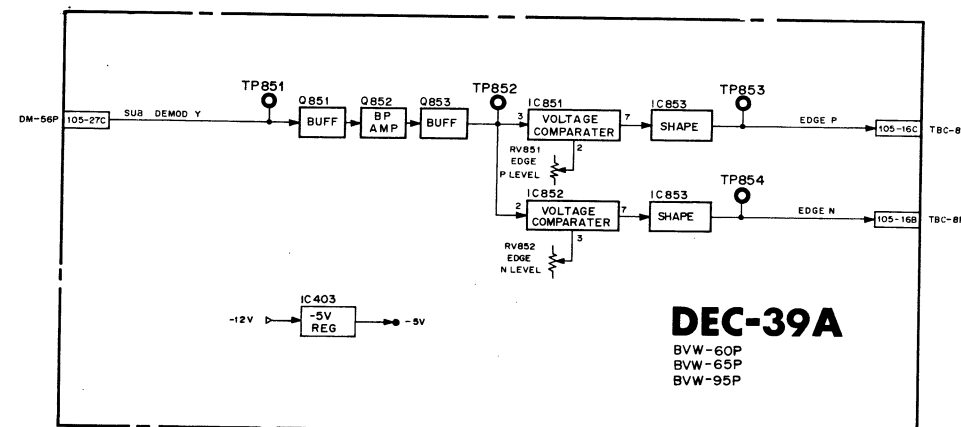 TP851
Q851
Q852
Q853
TP852
IC851
IC853
TP853
DM-56P
105-27C
SUB DEMOD Y
BUFF
BP
AMP
BUFF
3
VOLTAGE
COMPARATER
7
SHAPE
EDGE P
105-16C
TBC-8
2
RV851
EDGE
P LEVEL
IC852
IC853
TP854
2
VOLTAGE
COMPARATER
7
SHAPE
EDGE N
105-16B
3
RV852
EDGE
N LEVEL
IC403
-12V
-5V
REG
-5V
DEC-39A
BVW-60P
BVW-65P
BVW-95P